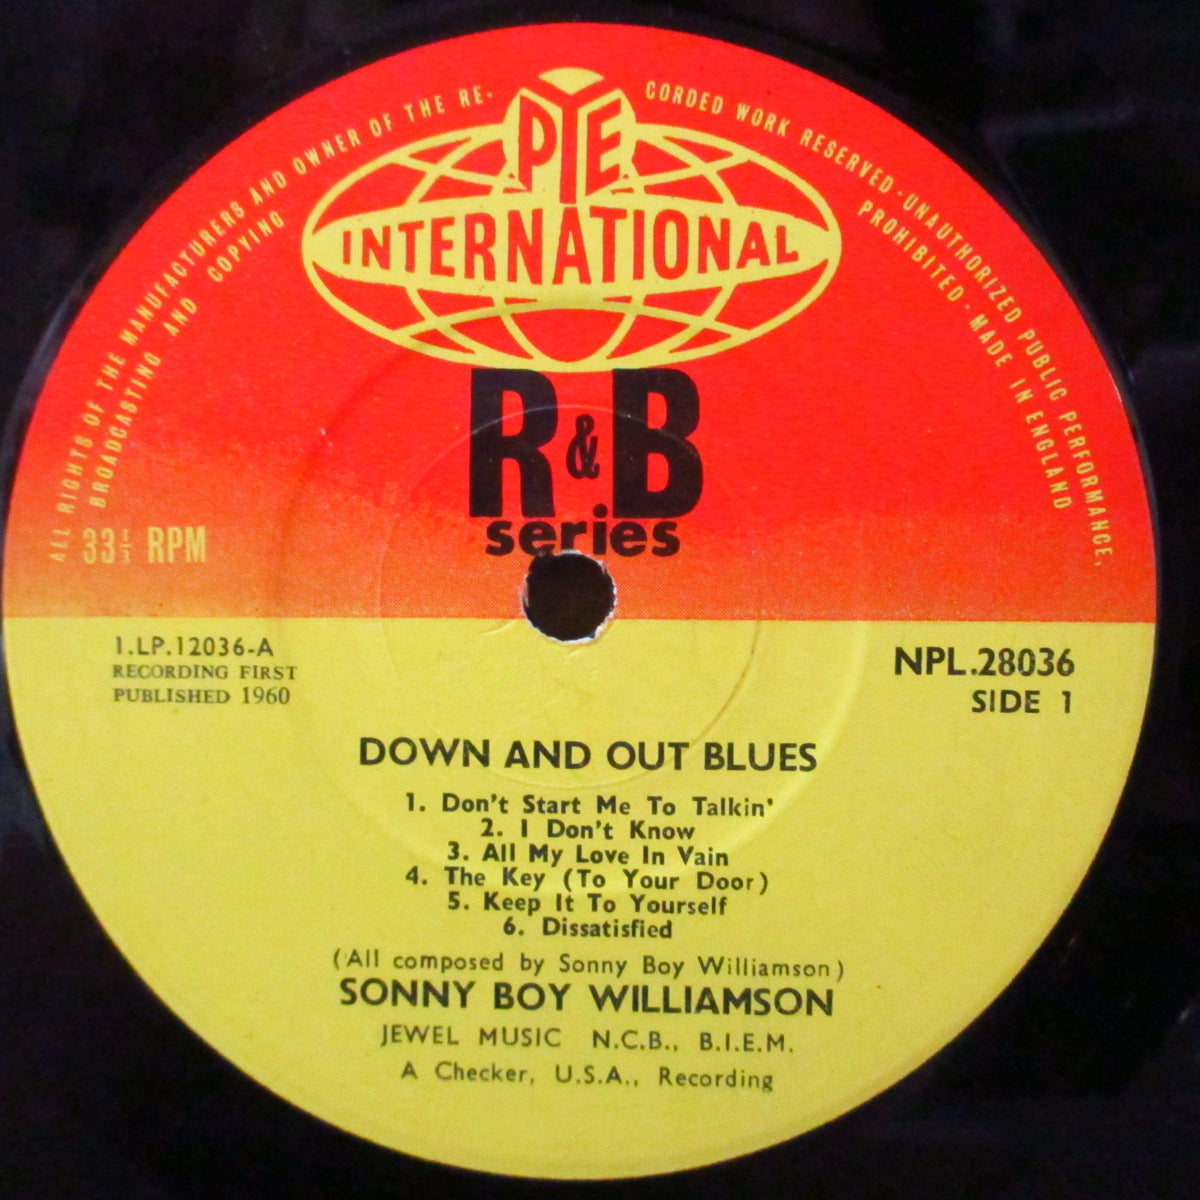 ALL RIGHTS OF THE MANUFACTURERS AND OWNER OF THE RE-CORDED WORK RESERVED · UNAUTHORIZED PUBLIC PERFORMANCE,
BROADCASTING AND COPYING PROHIBITED · MADE IN ENGLAND
PYE
INTERNATIONAL
R&B
series
33⅓ RPM
1.LP.12036-A
RECORDING FIRST
PUBLISHED 1960
NPL.28036
SIDE 1
DOWN AND OUT BLUES
1. Don't Start Me To Talkin'
2. I Don't Know
3. All My Love In Vain
4. The Key (To Your Door)
5. Keep It To Yourself
6. Dissatisfied
(All composed by Sonny Boy Williamson)
SONNY BOY WILLIAMSON
JEWEL MUSIC N.C.B., B.I.E.M.
A Checker, U.S.A., Recording